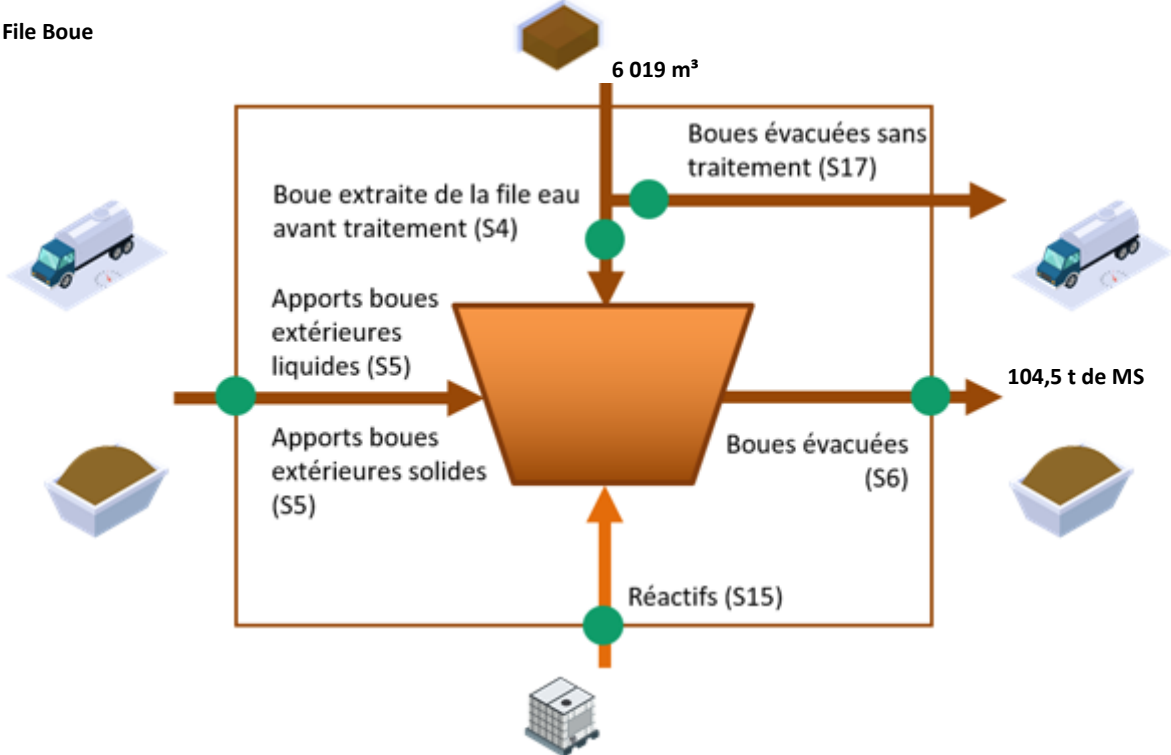 File Boue
6 019 m³
Boues évacuées sans
traitement (S17)
Boue extraite de la file eau
avant traitement (S4)
Apports boues
extérieures
liquides (S5)
104,5 t de MS
Apports boues
extérieures solides
(S5)
Boues évacuées
(S6)
Réactifs (S15)